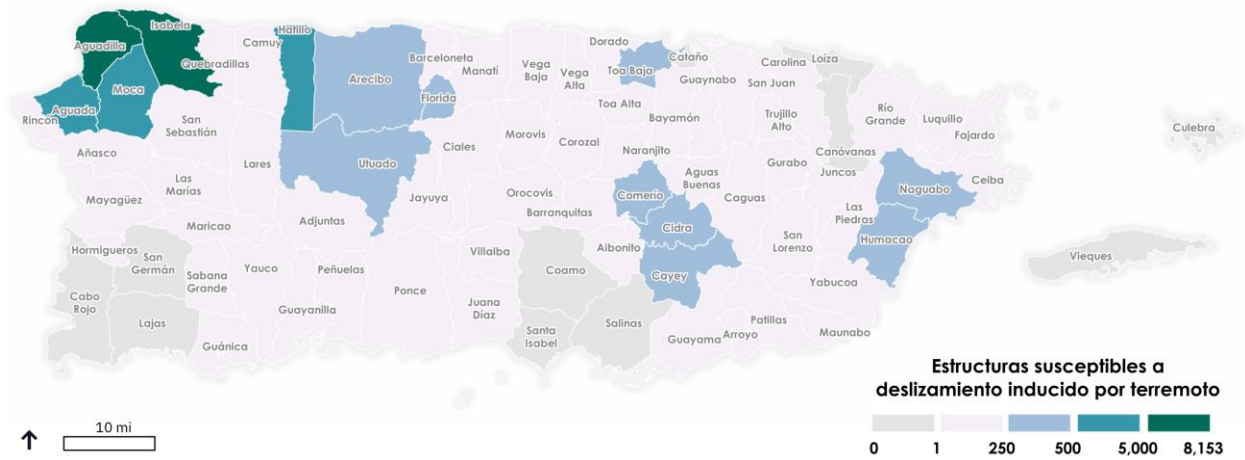 Isabela
Hatillo
Aguadilla
Camuy
Dorado
Cataño
Loíza
Quebradillas
Barceloneta
Carolina
Arecibo
Manatí
Vega
Baja
Vega
Alta
Toa Baja
Guaynabo
San Juan
Moca
Florida
Aguada
Toa Alta
Río
Grande
Rincón
San
Sebastián
Bayamón
Trujillo
Alto
Luquillo
Fajardo
Culebra
Morovis
Corozal
Añasco
Ciales
Naranjito
Canóvanas
Lares
Utuado
Gurabo
Juncos
Las
Marías
Aguas
Buenas
Ceiba
Jayuya
Orocovis
Comerío
Caguas
Naguabo
Mayagüez
Barranquitas
Las
Piedras
Adjuntas
Maricao
Cidra
San
Lorenzo
Humacao
Hormigueros
Villalba
Aibonito
San
Germán
Vieques
Sabana
Grande
Yauco
Peñuelas
Coamo
Cayey
Yabucoa
Cabo
Rojo
Ponce
Juana
Díaz
Guayanilla
Lajas
Salinas
Patillas
Santa
Isabel
Arroyo
Maunabo
Guánica
Guayama
Estructuras susceptibles a
deslizamiento inducido por terremoto
0 1 250 500 5,000 8,153
10 mi